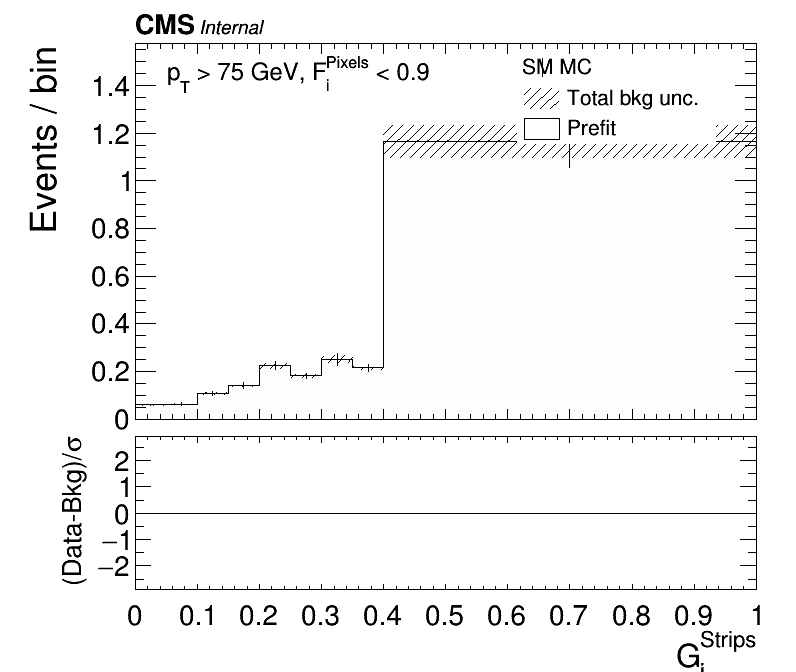 CMS Internal
p_T > 75 GeV, F_i^Pixels < 0.9
SM MC
Total bkg unc.
Prefit
Events / bin
1.4
1.2
1
0.8
0.6
0.4
0.2
0
(Data-Bkg)/σ
2
1
0
−1
−2
0 0.1 0.2 0.3 0.4 0.5 0.6 0.7 0.8 0.9 1
G_i^Strips